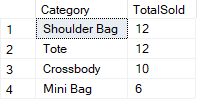 Category TotalSold
1 Shoulder Bag 12
2 Tote 12
3 Crossbody 10
4 Mini Bag 6